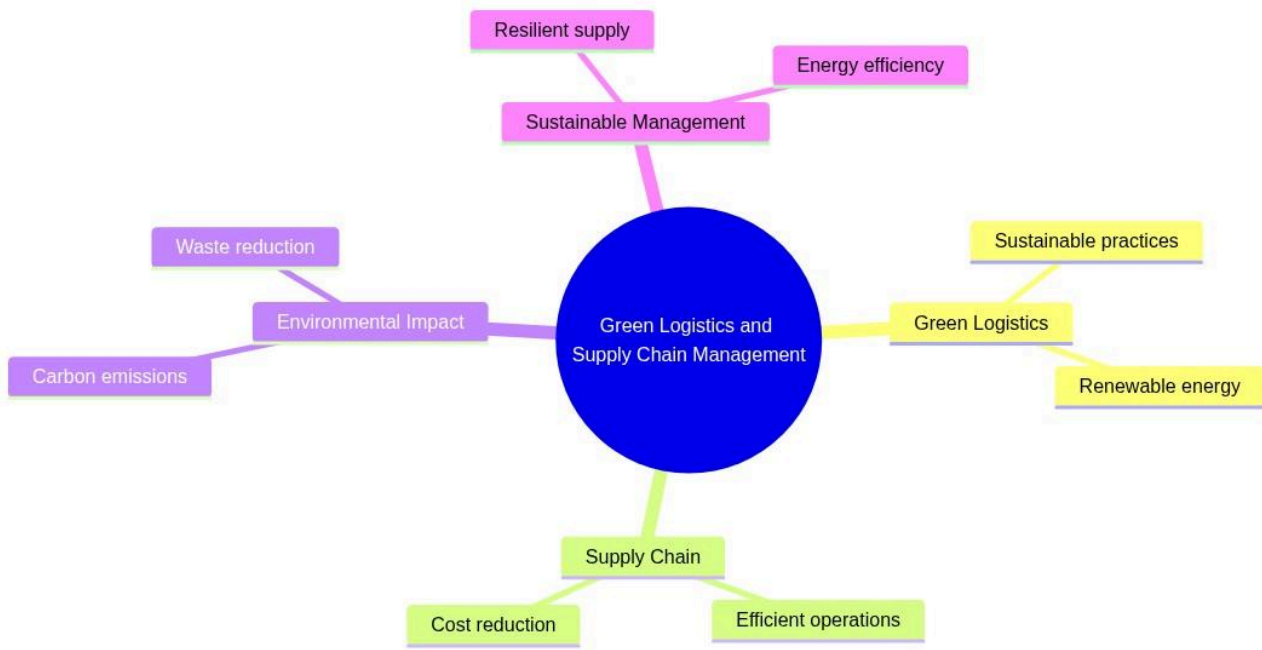 Resilient supply
Energy efficiency
Sustainable Management
Waste reduction
Sustainable practices
Environmental Impact
Green Logistics and
Supply Chain Management
Green Logistics
Carbon emissions
Renewable energy
Supply Chain
Cost reduction
Efficient operations